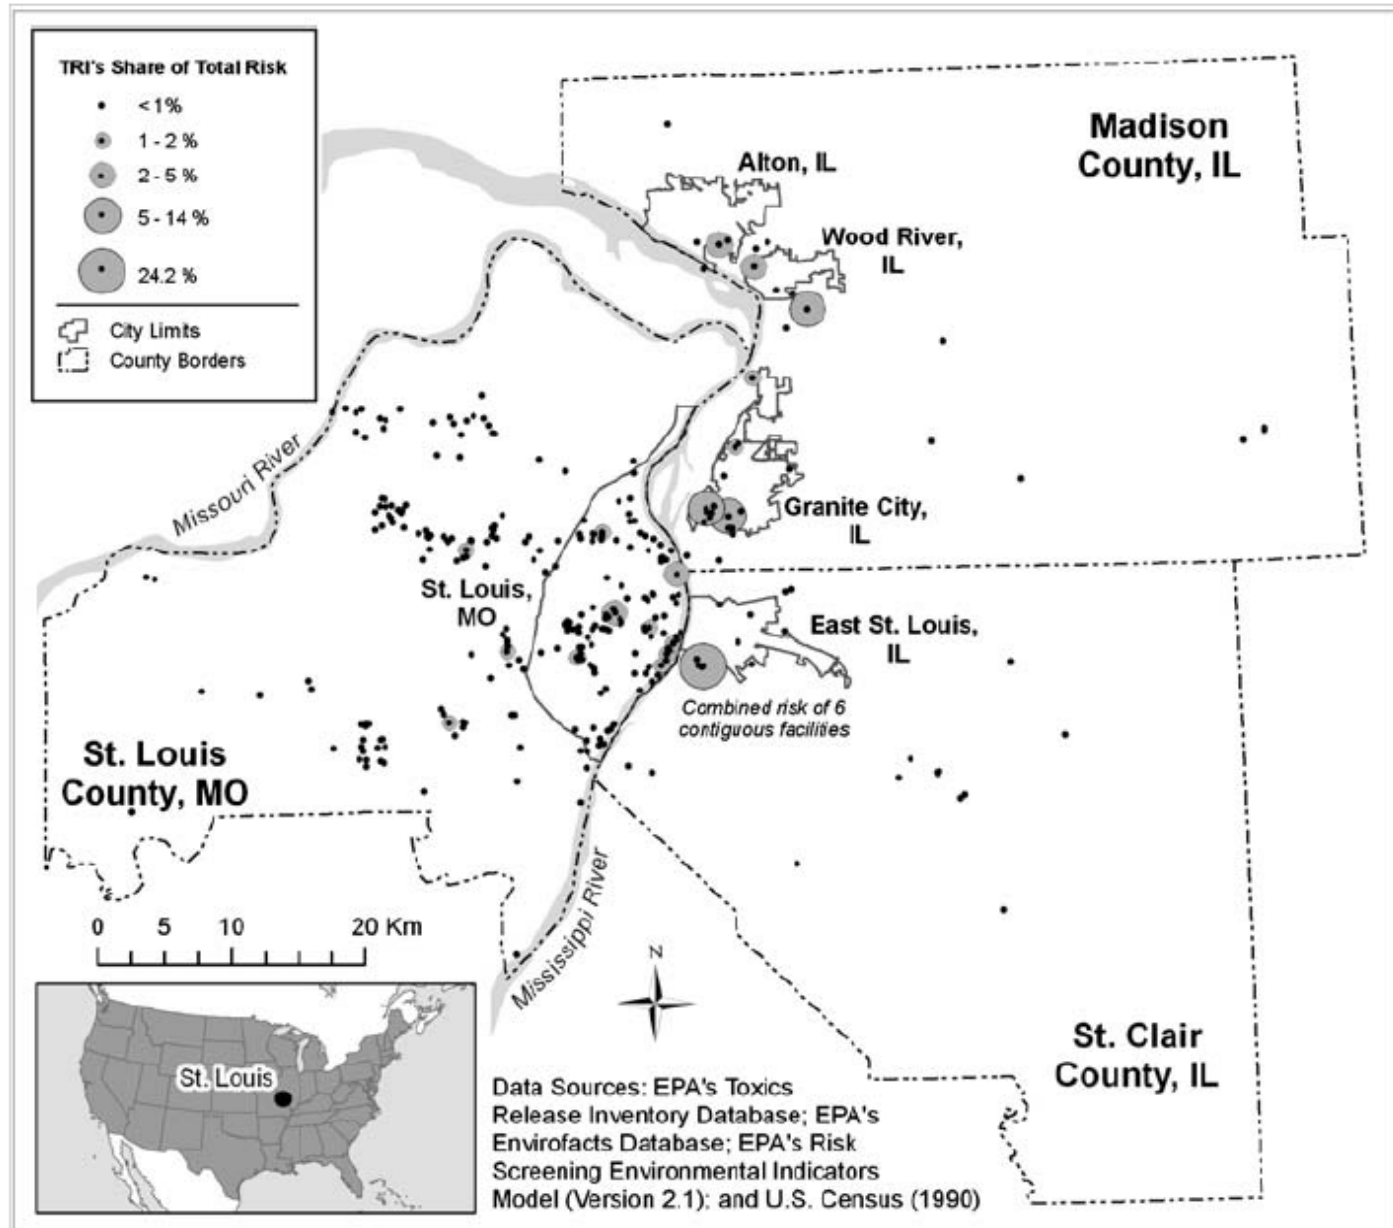 TRI's Share of Total Risk
< 1%
1 - 2 %
2 - 5 %
5 - 14 %
24.2 %
City Limits
County Borders
Madison
County, IL
Alton, IL
Wood River,
IL
Missouri River
Granite City,
IL
St. Louis,
MO
East St. Louis,
IL
Combined risk of 6
contiguous facilities
St. Louis
County, MO
0 5 10 20 Km
Mississippi River
N
St. Clair
County, IL
St. Louis
Data Sources: EPA's Toxics
Release Inventory Database; EPA's
Envirofacts Database; EPA's Risk
Screening Environmental Indicators
Model (Version 2.1); and U.S. Census (1990)